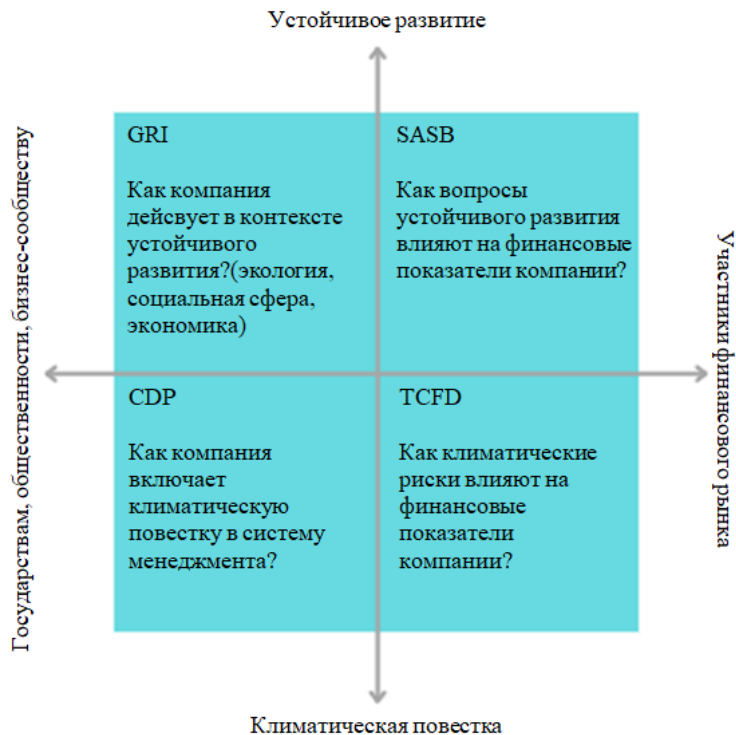 Устойчивое развитие
Государствам, общественности, бизнес-сообществу
GRI
Как компания
дейсвует в контексте
устойчивого
развития?(экология,
социальная сфера,
экономика)
SASB
Как вопросы
устойчивого развития
влияют на финансовые
показатели компании?
CDP
Как компания
включает
климатическую
повестку в систему
менеджмента?
TCFD
Как климатические
риски влияют на
финансовые
показатели
компании?
Участники финансового рынка
Климатическая повестка